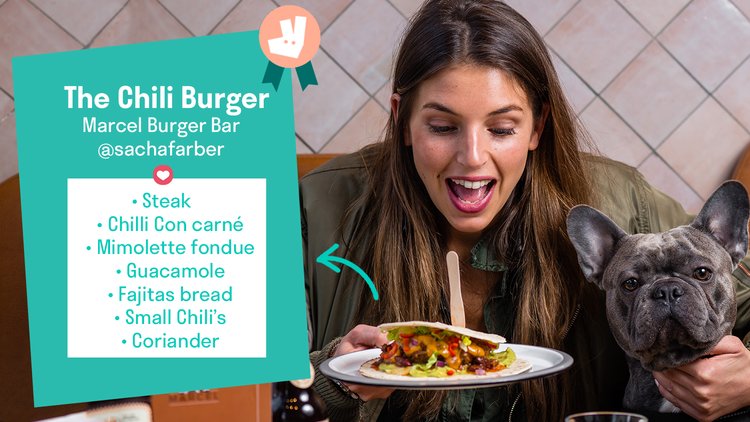 The Chili Burger
Marcel Burger Bar
@sachafarber
• Steak
• Chilli Con carné
• Mimolette fondue
• Guacamole
• Fajitas bread
• Small Chili's
• Coriander
MARCEL